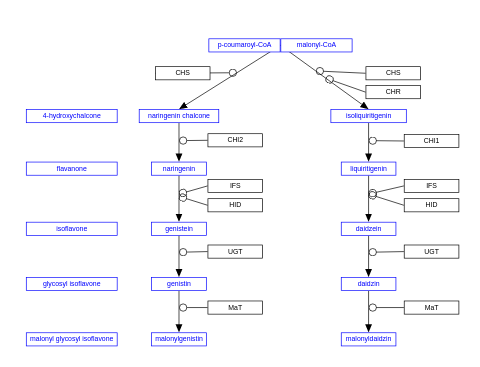 p-coumaroyl-CoA malonyl-CoA
CHS CHS
CHR
4-hydroxychalcone naringenin chalcone isoliquiritigenin
CHI2 CHI1
flavanone naringenin liquiritigenin
IFS IFS
HID HID
isoflavone genistein daidzein
UGT UGT
glycosyl isoflavone genistin daidzin
MaT MaT
malonyl glycosyl isoflavone malonylgenistin malonyldaidzin